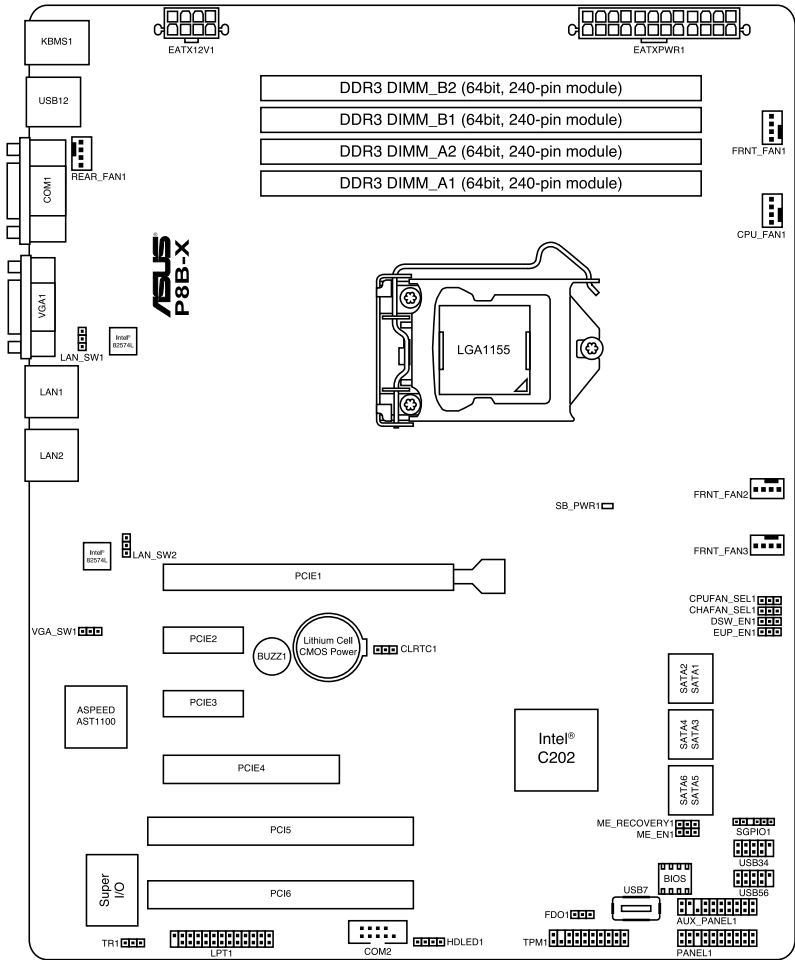 KBMS1
EATX12V1
EATXPWR1
USB12
DDR3 DIMM_B2 (64bit, 240-pin module)
DDR3 DIMM_B1 (64bit, 240-pin module)
DDR3 DIMM_A2 (64bit, 240-pin module)
DDR3 DIMM_A1 (64bit, 240-pin module)
REAR_FAN1
FRNT_FAN1
COM1
CPU_FAN1
ASUS®
P8B-X
VGA1
LAN_SW1
Intel®
82574L
LGA1155
LAN1
LAN2
FRNT_FAN2
SB_PWR1
FRNT_FAN3
Intel®
82574L
LAN_SW2
PCIE1
CPUFAN_SEL1
CHAFAN_SEL1
DSW_EN1
EUP_EN1
VGA_SW1
PCIE2
BUZZ1
Lithium Cell
CMOS Power
CLRTC1
SATA2
SATA1
ASPEED
AST1100
PCIE3
Intel®
C202
SATA4
SATA3
PCIE4
SATA6
SATA5
PCI5
ME_RECOVERY1
ME_EN1
SGPIO1
USB34
Super
I/O
PCI6
BIOS
USB7
USB56
AUX_PANEL1
FDO1
TR1
LPT1
COM2
HDLED1
TPM1
PANEL1